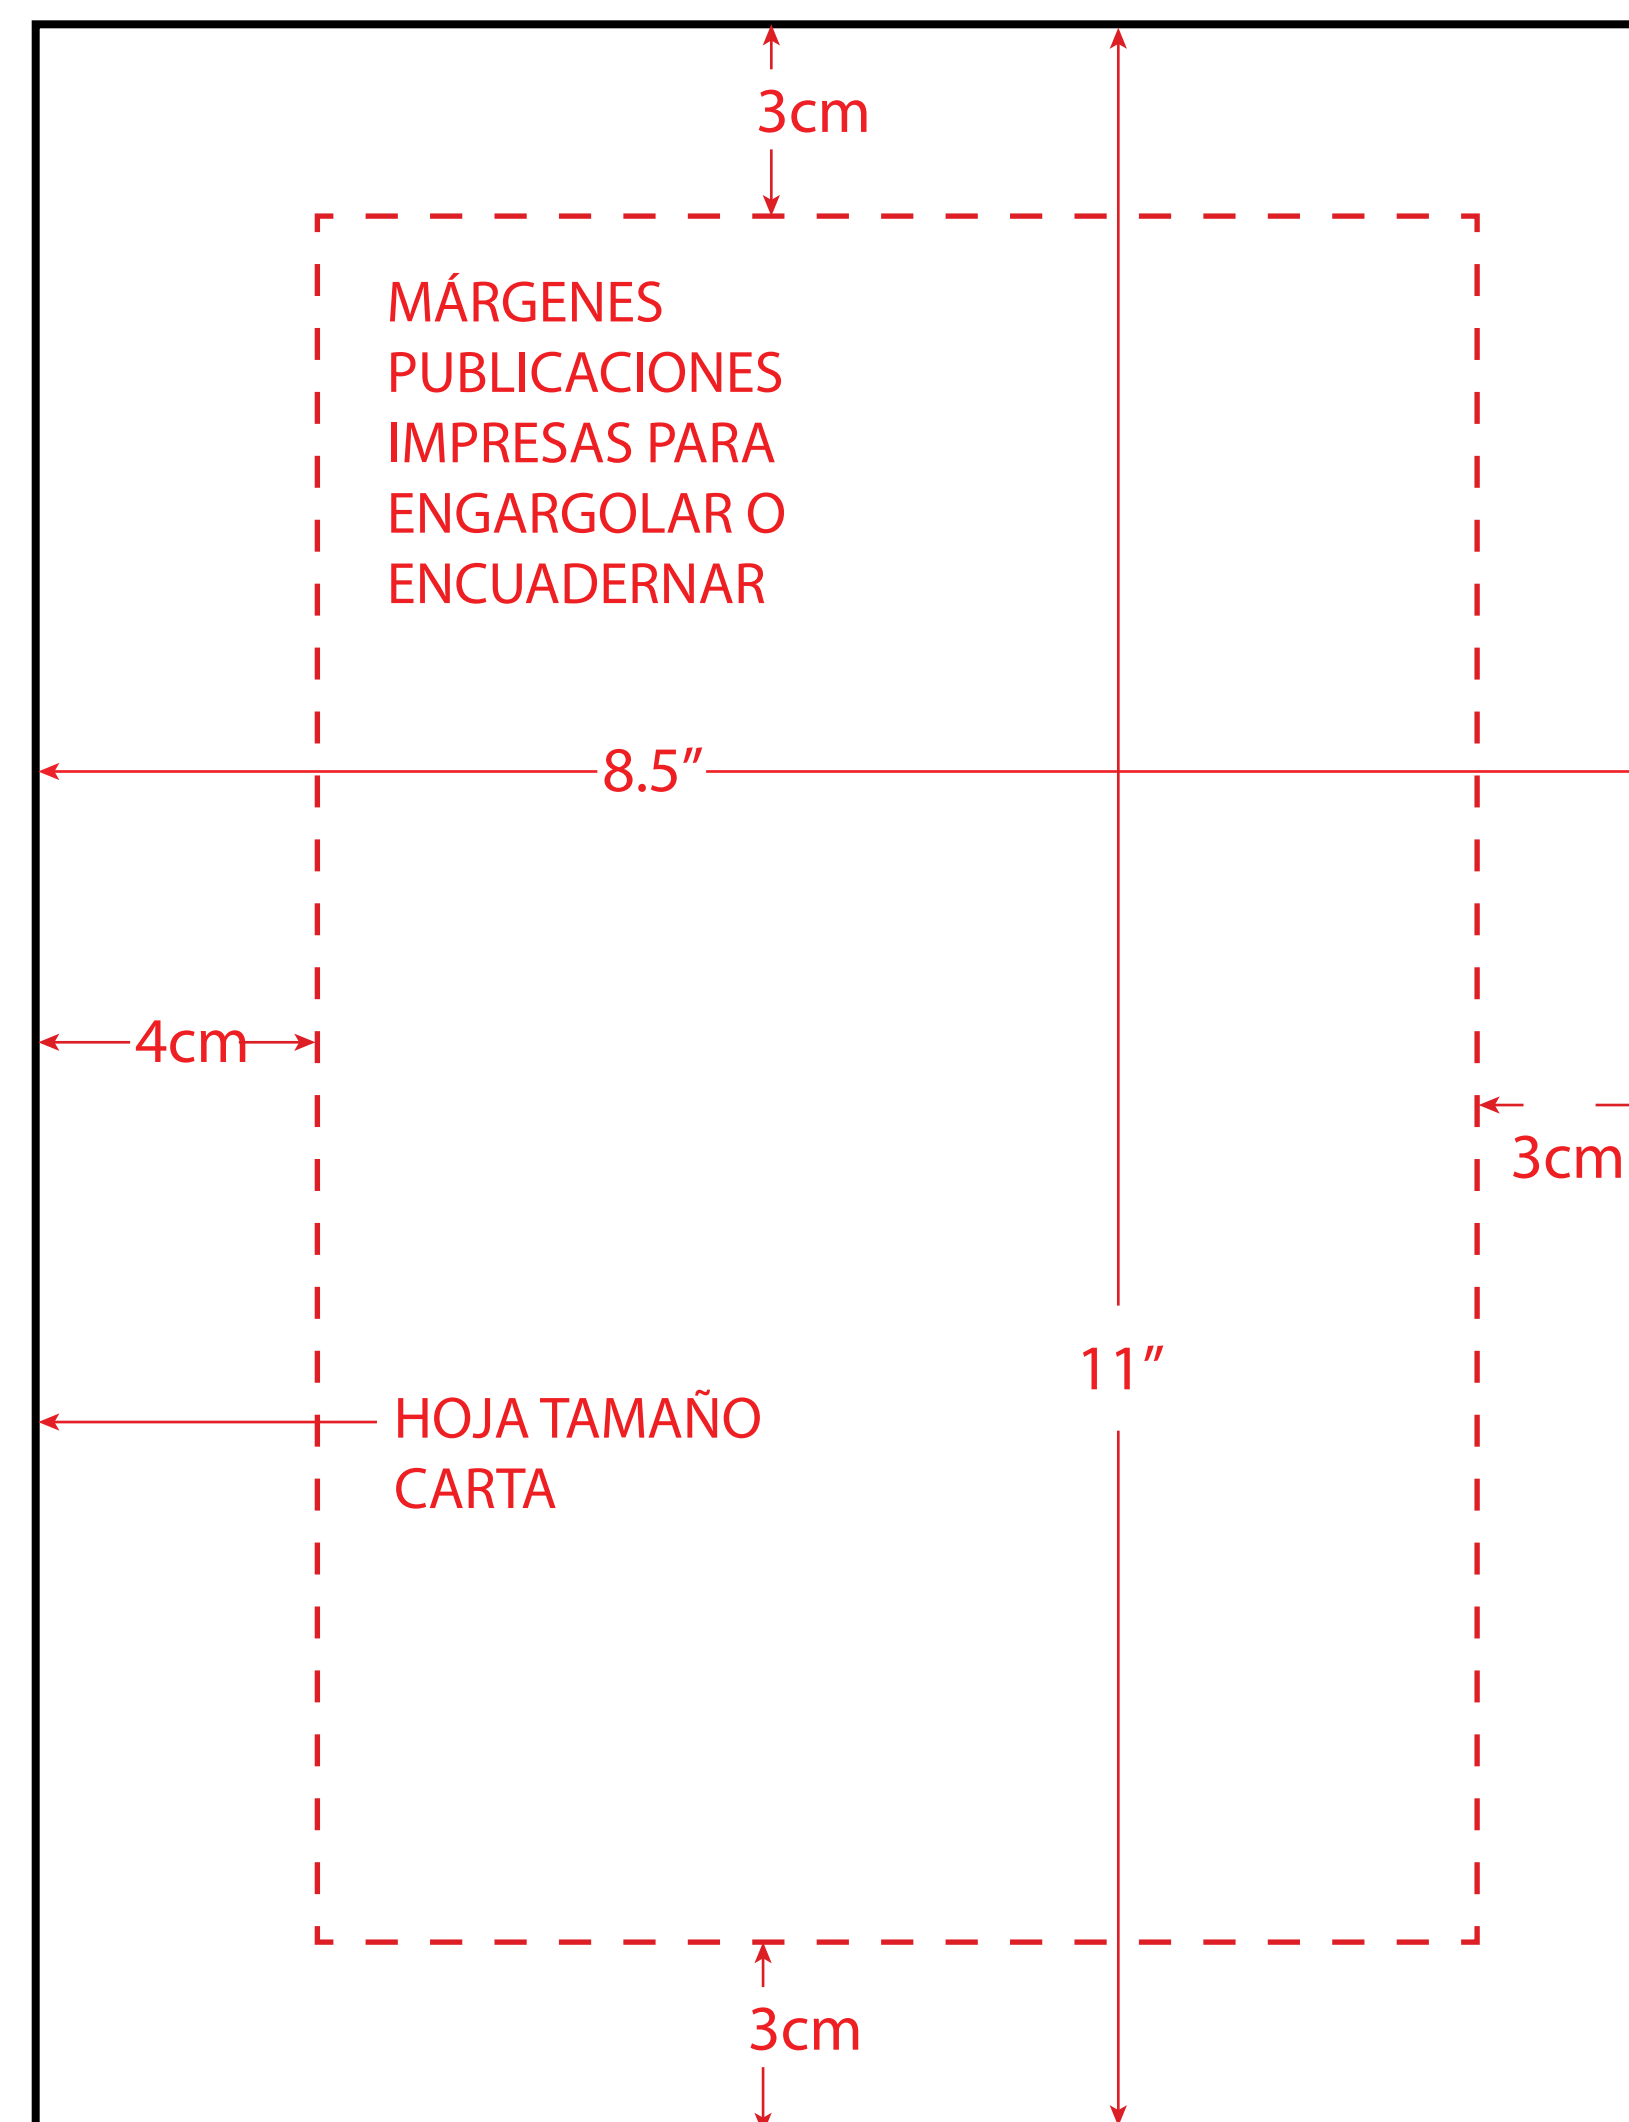 3cm
MÁRGENES
PUBLICACIONES
IMPRESAS PARA
ENGARGOLAR O
ENCUADERNAR
8.5”
4cm
3cm
11”
HOJA TAMAÑO
CARTA
3cm